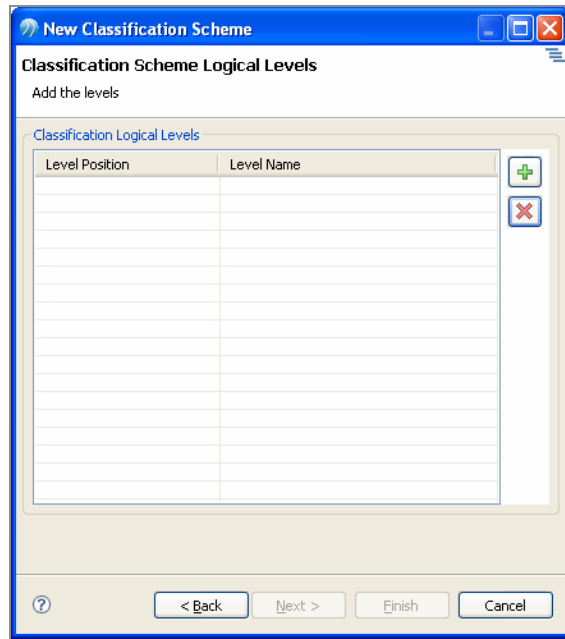 New Classification Scheme
Classification Scheme Logical Levels
Add the levels
Classification Logical Levels
Level Position Level Name
< Back Next > Finish Cancel